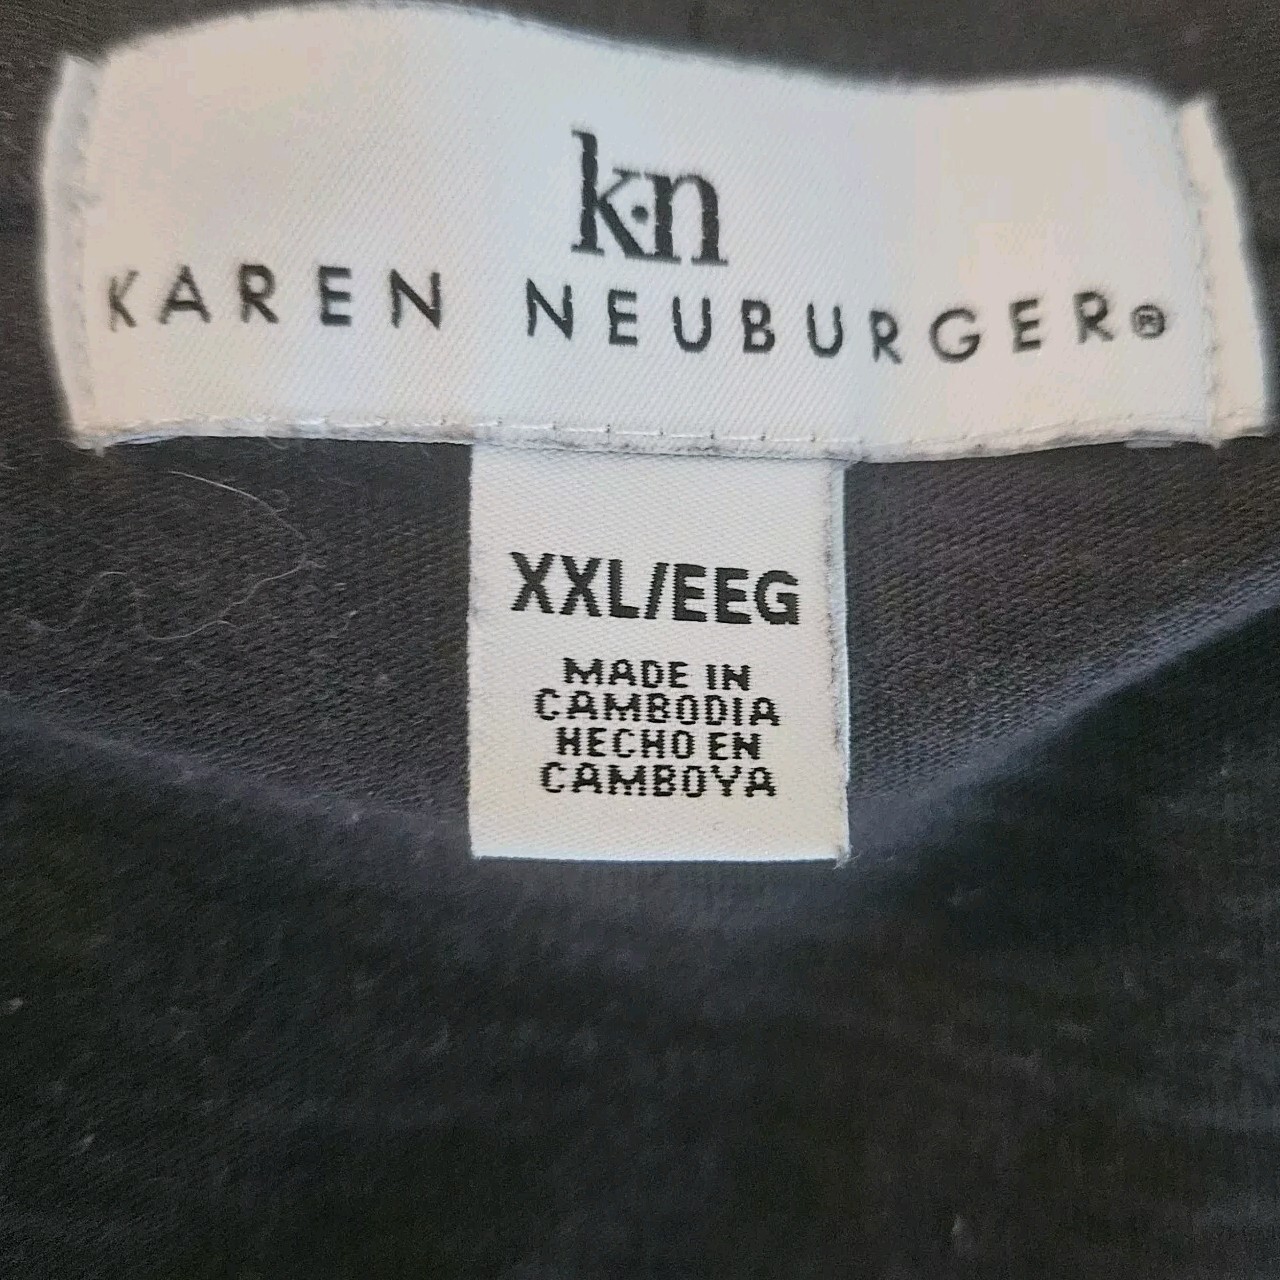 k·n
KAREN NEUBURGER®
XXL/EEG
MADE IN
CAMBODIA
HECHO EN
CAMBOYA